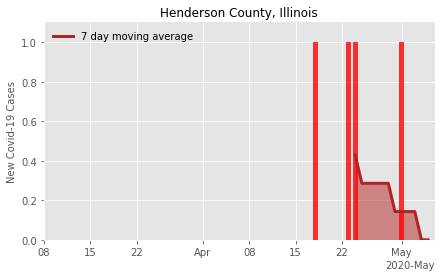 Henderson County, Illinois
7 day moving average
New Covid-19 Cases
1.0
0.8
0.6
0.4
0.2
0.0
08 15 22 Apr 08 15 22 May
2020-May